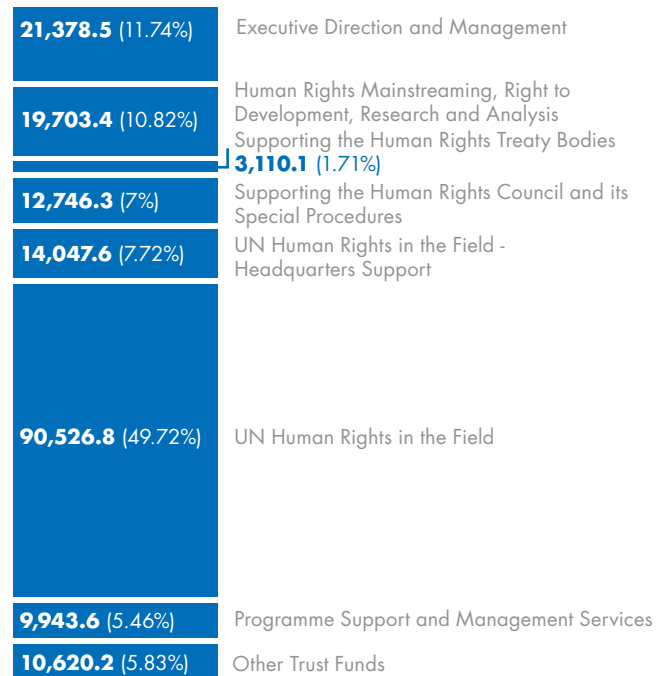 21,378.5 (11.74%) Executive Direction and Management
19,703.4 (10.82%) Human Rights Mainstreaming, Right to
Development, Research and Analysis
Supporting the Human Rights Treaty Bodies
3,110.1 (1.71%)
12,746.3 (7%) Supporting the Human Rights Council and its
Special Procedures
14,047.6 (7.72%) UN Human Rights in the Field -
Headquarters Support
90,526.8 (49.72%) UN Human Rights in the Field
9,943.6 (5.46%) Programme Support and Management Services
10,620.2 (5.83%) Other Trust Funds